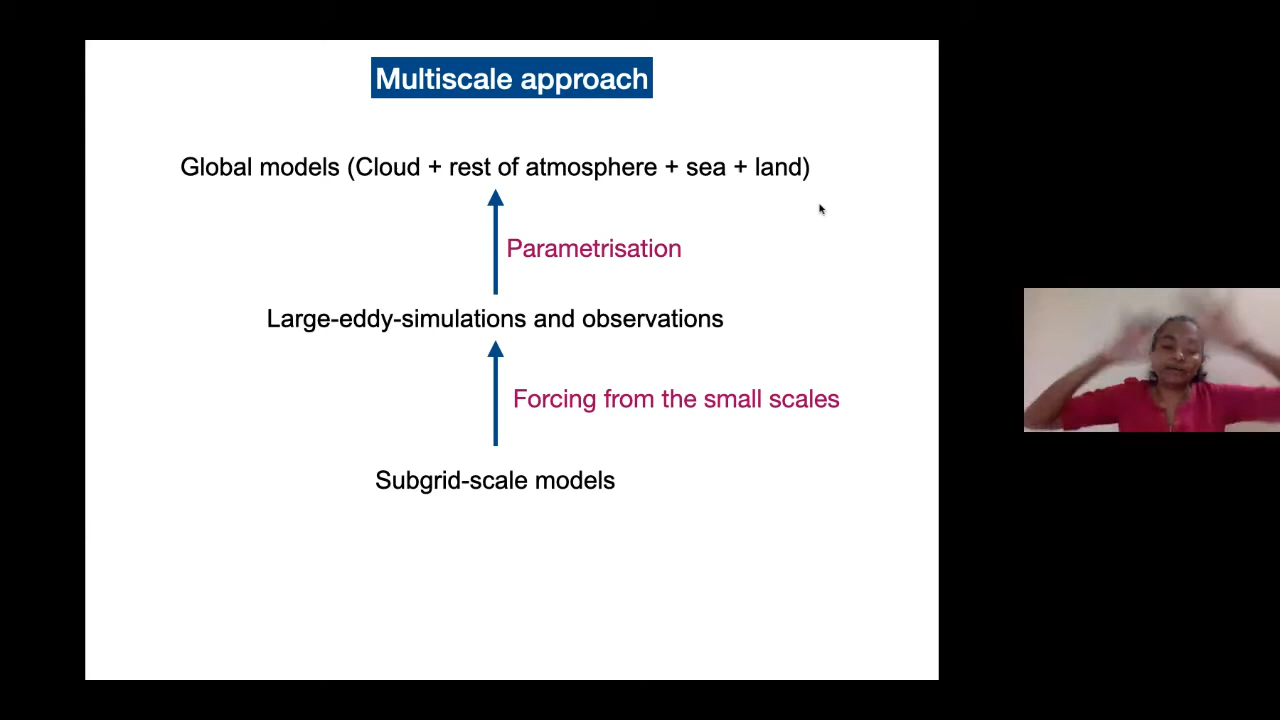 Multiscale approach
Global models (Cloud + rest of atmosphere + sea + land)
Parametrisation
Large-eddy-simulations and observations
Forcing from the small scales
Subgrid-scale models